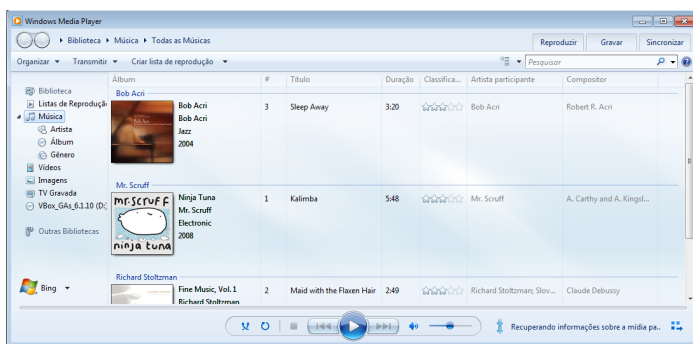 Windows Media Player
Biblioteca ▸ Música ▸ Todas as Músicas
Reproduzir Gravar Sincronizar
Organizar Transmitir Criar lista de reprodução Pesquisar
Álbum # Título Duração Classifica... Artista participante Compositor
Biblioteca
Listas de Reproduçã
Música
Artista
Álbum
Gênero
Vídeos
Imagens
TV Gravada
VBox_GAs_6.1.10 (D:)
Outras Bibliotecas
Bing
Bob Acri
Bob Acri 3 Sleep Away 3:20 Bob Acri Robert R. Acri
Bob Acri
Jazz
2004
Mr. Scruff
mr.scruff
ninja tuna
Ninja Tuna 1 Kalimba 5:48 Mr. Scruff A. Carthy and A. Kingsl...
Mr. Scruff
Electronic
2008
Richard Stoltzman
Fine Music, Vol. 1 2 Maid with the Flaxen Hair 2:49 Richard Stoltzman; Slov... Claude Debussy
Richard Stoltzman
Recuperando informações sobre a mídia pa..